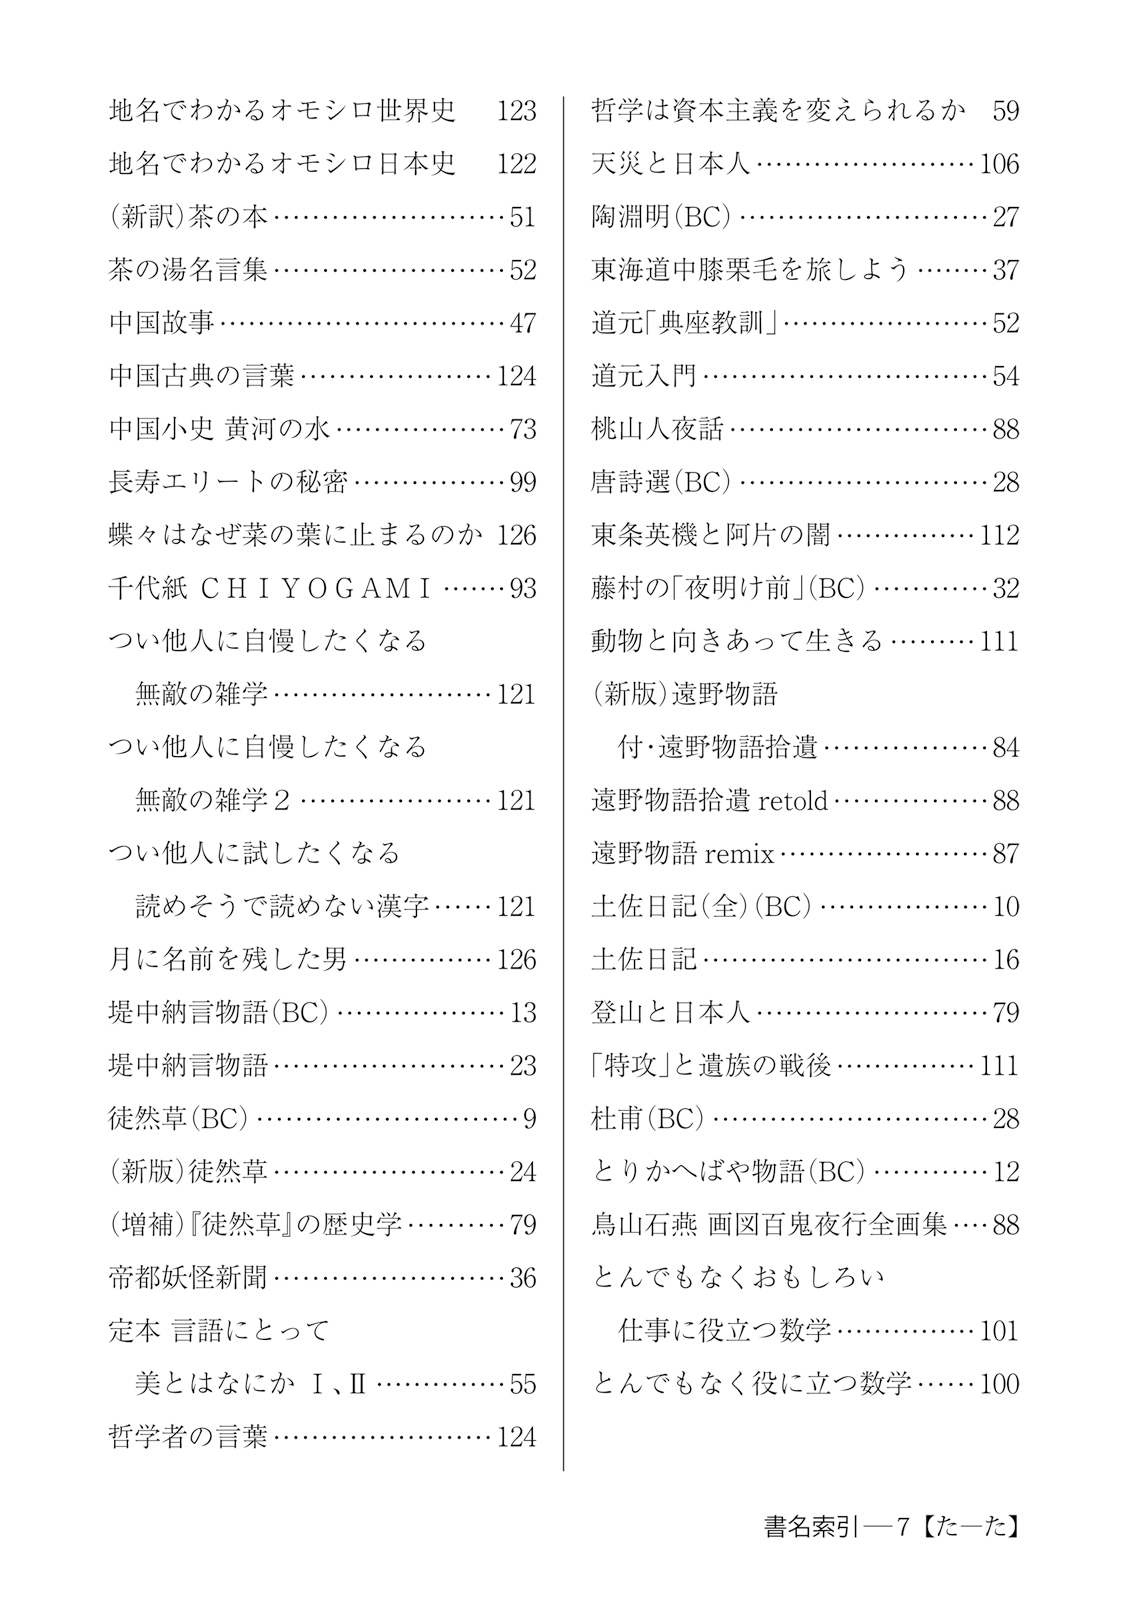 地名でわかるオモシロ世界史 123
地名でわかるオモシロ日本史 122
(新訳)茶の本……………………51
茶の湯名言集……………………52
中国故事…………………………47
中国古典の言葉…………………124
中国小史 黄河の水………………73
長寿エリートの秘密……………99
蝶々はなぜ菜の葉に止まるのか 126
千代紙 CHIYOGAMI……93
つい他人に自慢したくなる
無敵の雑学……………………121
つい他人に自慢したくなる
無敵の雑学2…………………121
つい他人に試したくなる
読めそうで読めない漢字……121
月に名前を残した男……………126
堤中納言物語(BC)………………13
堤中納言物語……………………23
徒然草(BC)………………………9
(新版)徒然草……………………24
(増補)『徒然草』の歴史学………79
帝都妖怪新聞……………………36
定本 言語にとって
美とはなにか Ⅰ、Ⅱ……………55
哲学者の言葉……………………124
哲学は資本主義を変えられるか 59
天災と日本人……………………106
陶淵明(BC)………………………27
東海道中膝栗毛を旅しよう………37
道元「典座教訓」…………………52
道元入門…………………………54
桃山人夜話………………………88
唐詩選(BC)………………………28
東条英機と阿片の闇……………112
藤村の「夜明け前」(BC)…………32
動物と向きあって生きる………111
(新版)遠野物語
付・遠野物語拾遺………………84
遠野物語拾遺 retold………………88
遠野物語 remix……………………87
土佐日記(全)(BC)………………10
土佐日記…………………………16
登山と日本人……………………79
「特攻」と遺族の戦後……………111
杜甫(BC)…………………………28
とりかへばや物語(BC)…………12
鳥山石燕 画図百鬼夜行全画集……88
とんでもなくおもしろい
仕事に役立つ数学……………101
とんでもなく役に立つ数学……100
書名索引―7【た―た】